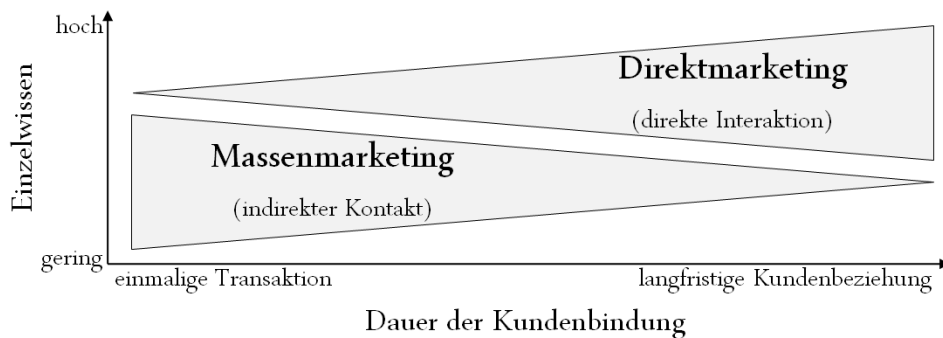 hoch
Einzelwissen
Direktmarketing
(direkte Interaktion)
Massenmarketing
(indirekter Kontakt)
gering
einmalige Transaktion
langfristige Kundenbeziehung
Dauer der Kundenbindung